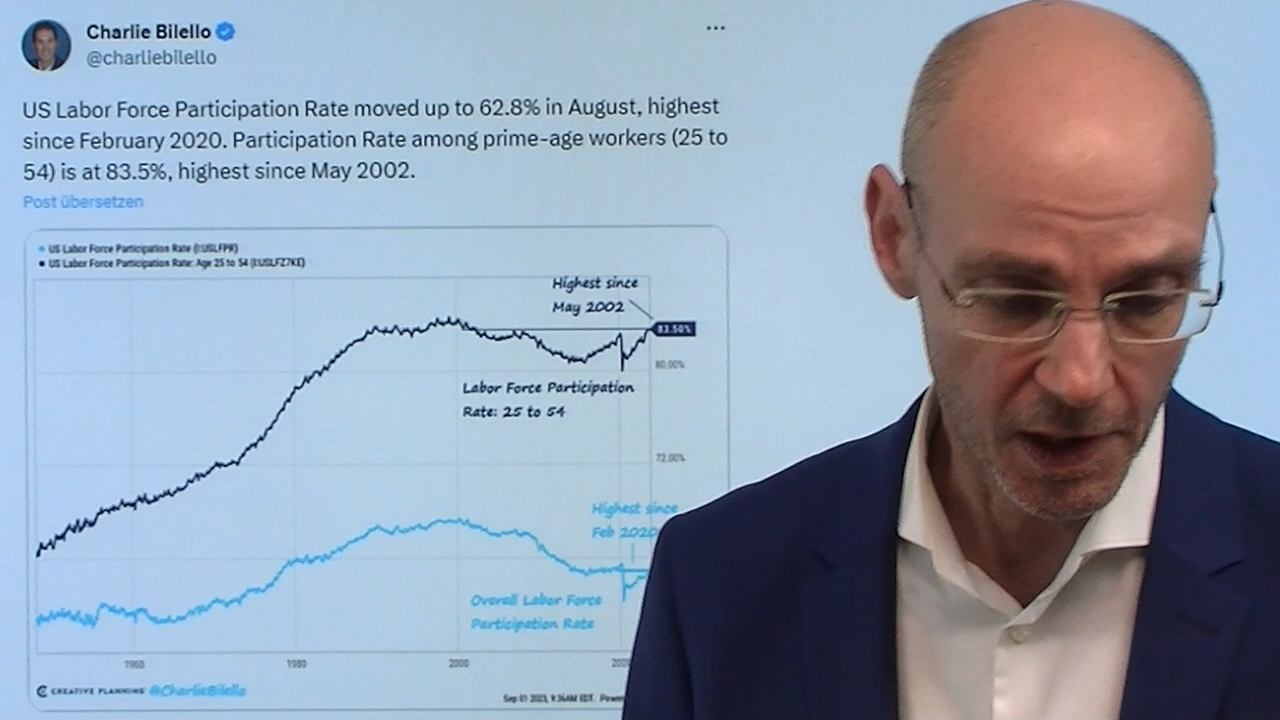 Charlie Bilello
@charliebilello
US Labor Force Participation Rate moved up to 62.8% in August, highest
since February 2020. Participation Rate among prime-age workers (25 to
54) is at 83.5%, highest since May 2002.
Post übersetzen
US Labor Force Participation Rate (I:USLFPR)
US Labor Force Participation Rate: Age 25 to 54 (I:USLFZ7KE)
Highest since
May 2002
83.50%
80.00%
Labor Force Participation
Rate: 25 to 54
72.00%
Highest since
Feb 2020
Overall Labor Force
Participation Rate
1960 1980 2000
CREATIVE PLANNING @CharlieBilello
Sep 01 2023, 9:36AM EDT.